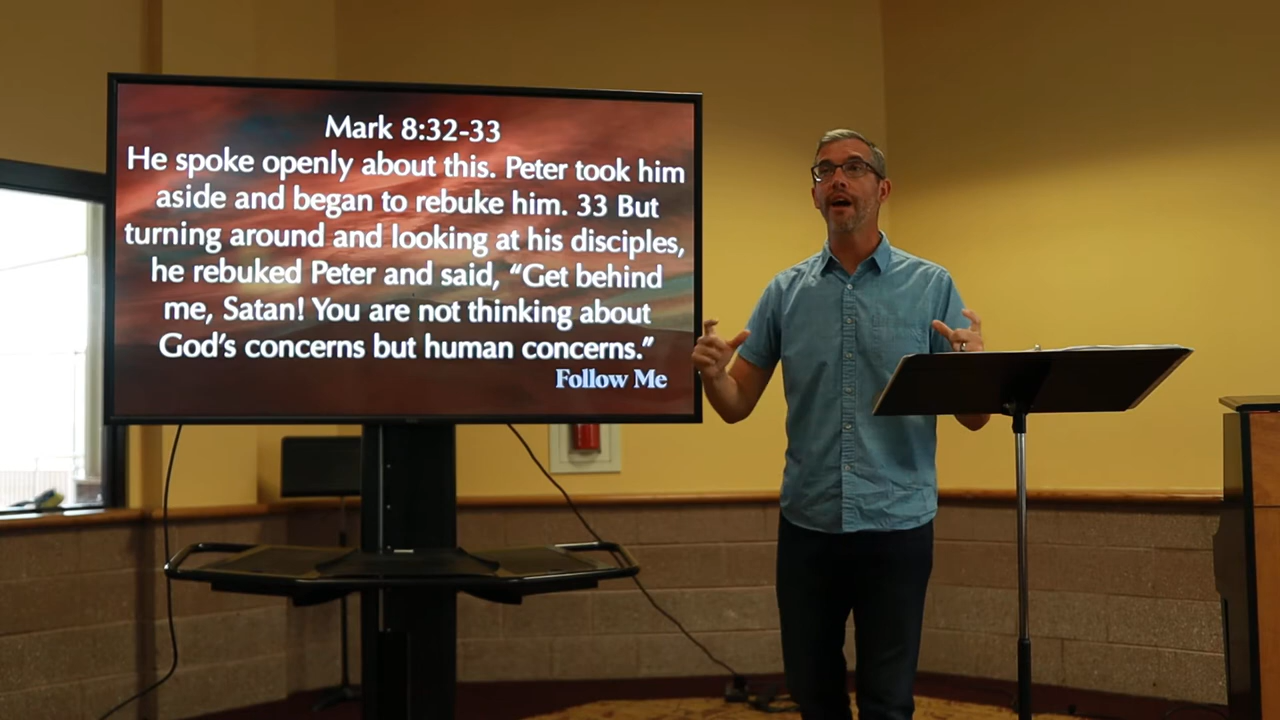 Mark 8:32-33
He spoke openly about this. Peter took him
aside and began to rebuke him. 33 But
turning around and looking at his disciples,
he rebuked Peter and said, “Get behind
me, Satan! You are not thinking about
God’s concerns but human concerns.”
Follow Me